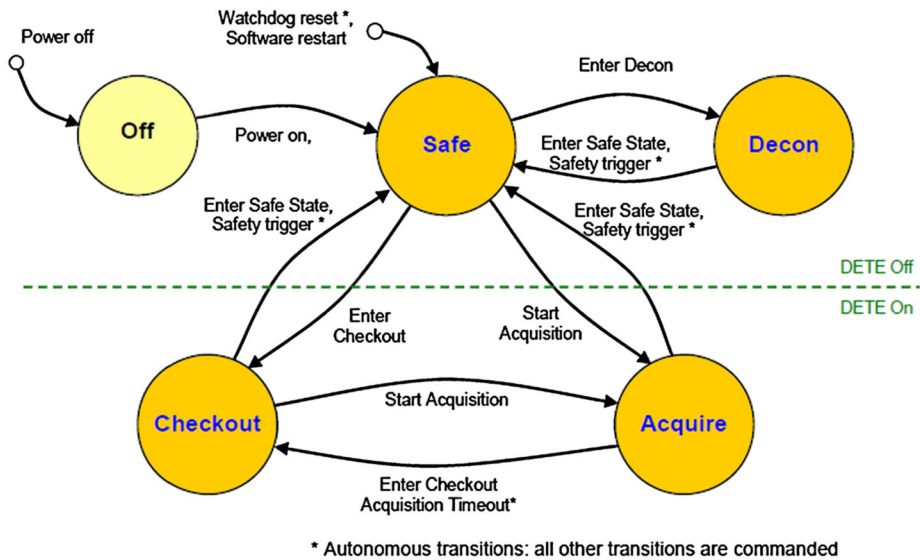 Power off
Watchdog reset *,
Software restart
Enter Decon
Off
Power on,
Safe
Enter Safe State,
Safety trigger *
Decon
Enter Safe State,
Safety trigger *
Enter Safe State,
Safety trigger *
DETE Off
DETE On
Enter
Checkout
Start
Acquisition
Checkout
Start Acquisition
Acquire
Enter Checkout
Acquisition Timeout*
* Autonomous transitions: all other transitions are commanded